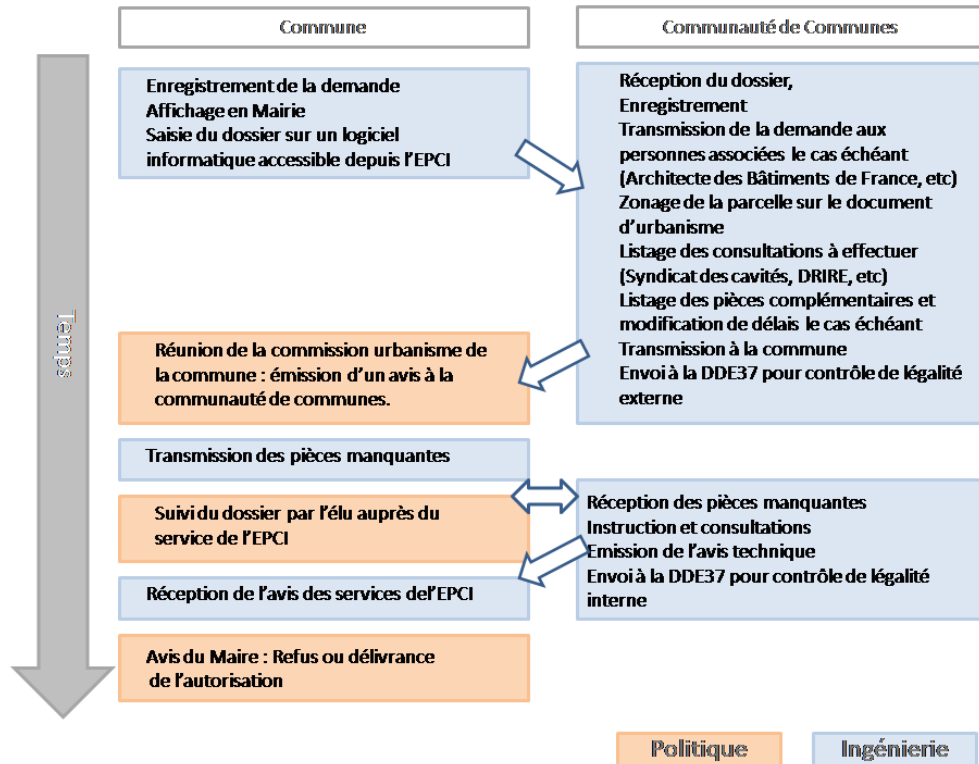 Commune
Communauté de Communes
Temps
Enregistrement de la demande
Affichage en Mairie
Saisie du dossier sur un logiciel
informatique accessible depuis l'EPCI
Réception du dossier,
Enregistrement
Transmission de la demande aux
personnes associées le cas échéant
(Architecte des Bâtiments de France, etc)
Zonage de la parcelle sur le document
d'urbanisme
Listage des consultations à effectuer
(Syndicat des cavités, DRIRE, etc)
Listage des pièces complémentaires et
modification de délais le cas échéant
Transmission à la commune
Envoi à la DDE37 pour contrôle de légalité
externe
Réunion de la commission urbanisme de
la commune : émission d'un avis à la
communauté de communes.
Transmission des pièces manquantes
Suivi du dossier par l'élu auprès du
service de l'EPCI
Réception des pièces manquantes
Instruction et consultations
Emission de l'avis technique
Envoi à la DDE37 pour contrôle de légalité
interne
Réception de l'avis des services del'EPCI
Avis du Maire : Refus ou délivrance
de l'autorisation
Politique
Ingénierie